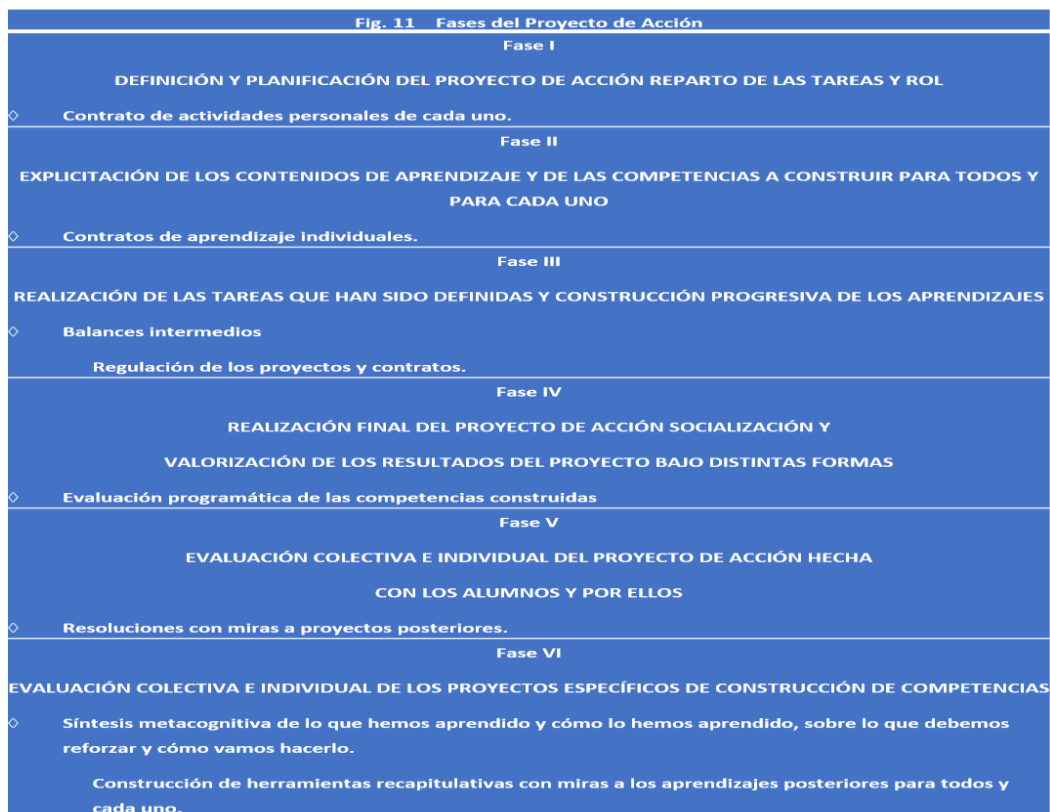 Fig. 11 Fases del Proyecto de Acción
Fase I
DEFINICIÓN Y PLANIFICACIÓN DEL PROYECTO DE ACCIÓN REPARTO DE LAS TAREAS Y ROL
◊ Contrato de actividades personales de cada uno.
Fase II
EXPLICITACIÓN DE LOS CONTENIDOS DE APRENDIZAJE Y DE LAS COMPETENCIAS A CONSTRUIR PARA TODOS Y
PARA CADA UNO
◊ Contratos de aprendizaje individuales.
Fase III
REALIZACIÓN DE LAS TAREAS QUE HAN SIDO DEFINIDAS Y CONSTRUCCIÓN PROGRESIVA DE LOS APRENDIZAJES
◊ Balances intermedios
Regulación de los proyectos y contratos.
Fase IV
REALIZACIÓN FINAL DEL PROYECTO DE ACCIÓN SOCIALIZACIÓN Y
VALORIZACIÓN DE LOS RESULTADOS DEL PROYECTO BAJO DISTINTAS FORMAS
◊ Evaluación programática de las competencias construidas
Fase V
EVALUACIÓN COLECTIVA E INDIVIDUAL DEL PROYECTO DE ACCIÓN HECHA
CON LOS ALUMNOS Y POR ELLOS
◊ Resoluciones con miras a proyectos posteriores.
Fase VI
EVALUACIÓN COLECTIVA E INDIVIDUAL DE LOS PROYECTOS ESPECÍFICOS DE CONSTRUCCIÓN DE COMPETENCIAS
◊ Síntesis metacognitiva de lo que hemos aprendido y cómo lo hemos aprendido, sobre lo que debemos
reforzar y cómo vamos hacerlo.
Construcción de herramientas recapitulativas con miras a los aprendizajes posteriores para todos y
cada uno.